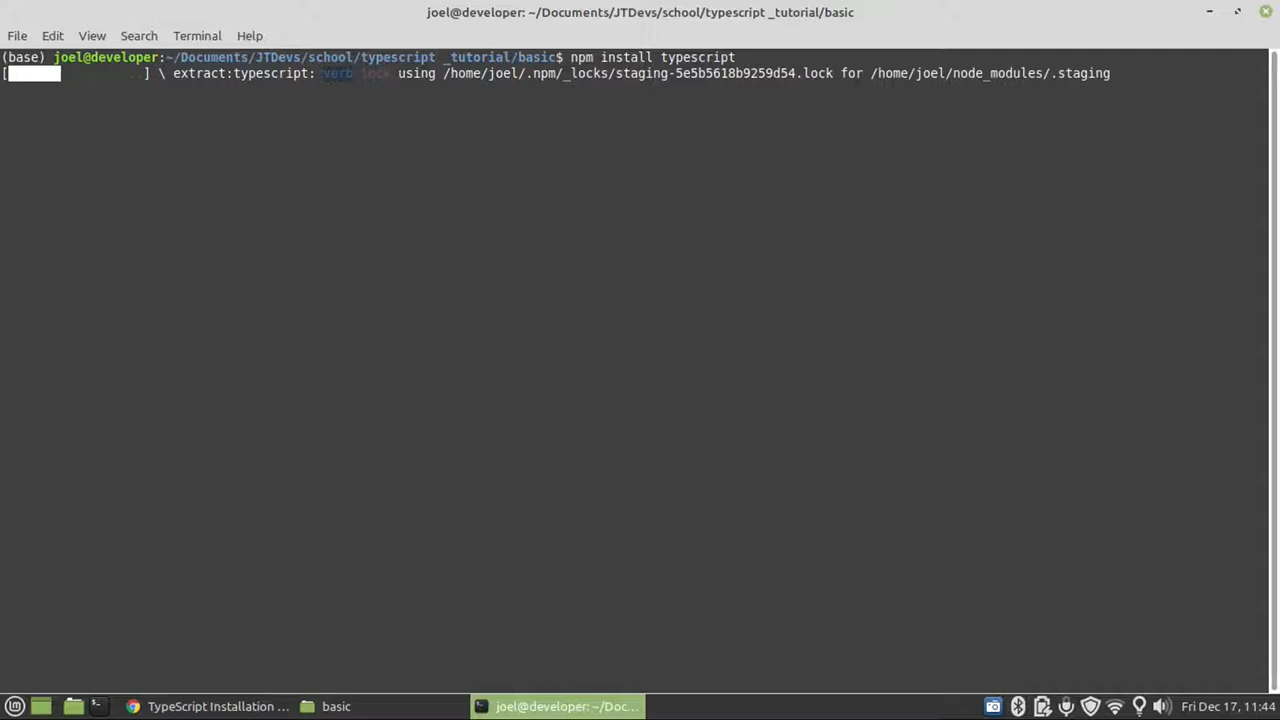 joel@developer: ~/Documents/JTDevs/school/typescript _tutorial/basic
File Edit View Search Terminal Help
(base) joel@developer:~/Documents/JTDevs/school/typescript _tutorial/basic$ npm install typescript
[ ..] \ extract:typescript: verb lock using /home/joel/.npm/_locks/staging-5e5b5618b9259d54.lock for /home/joel/node_modules/.staging
TypeScript Installation ... basic joel@developer: ~/Doc... Fri Dec 17, 11:44